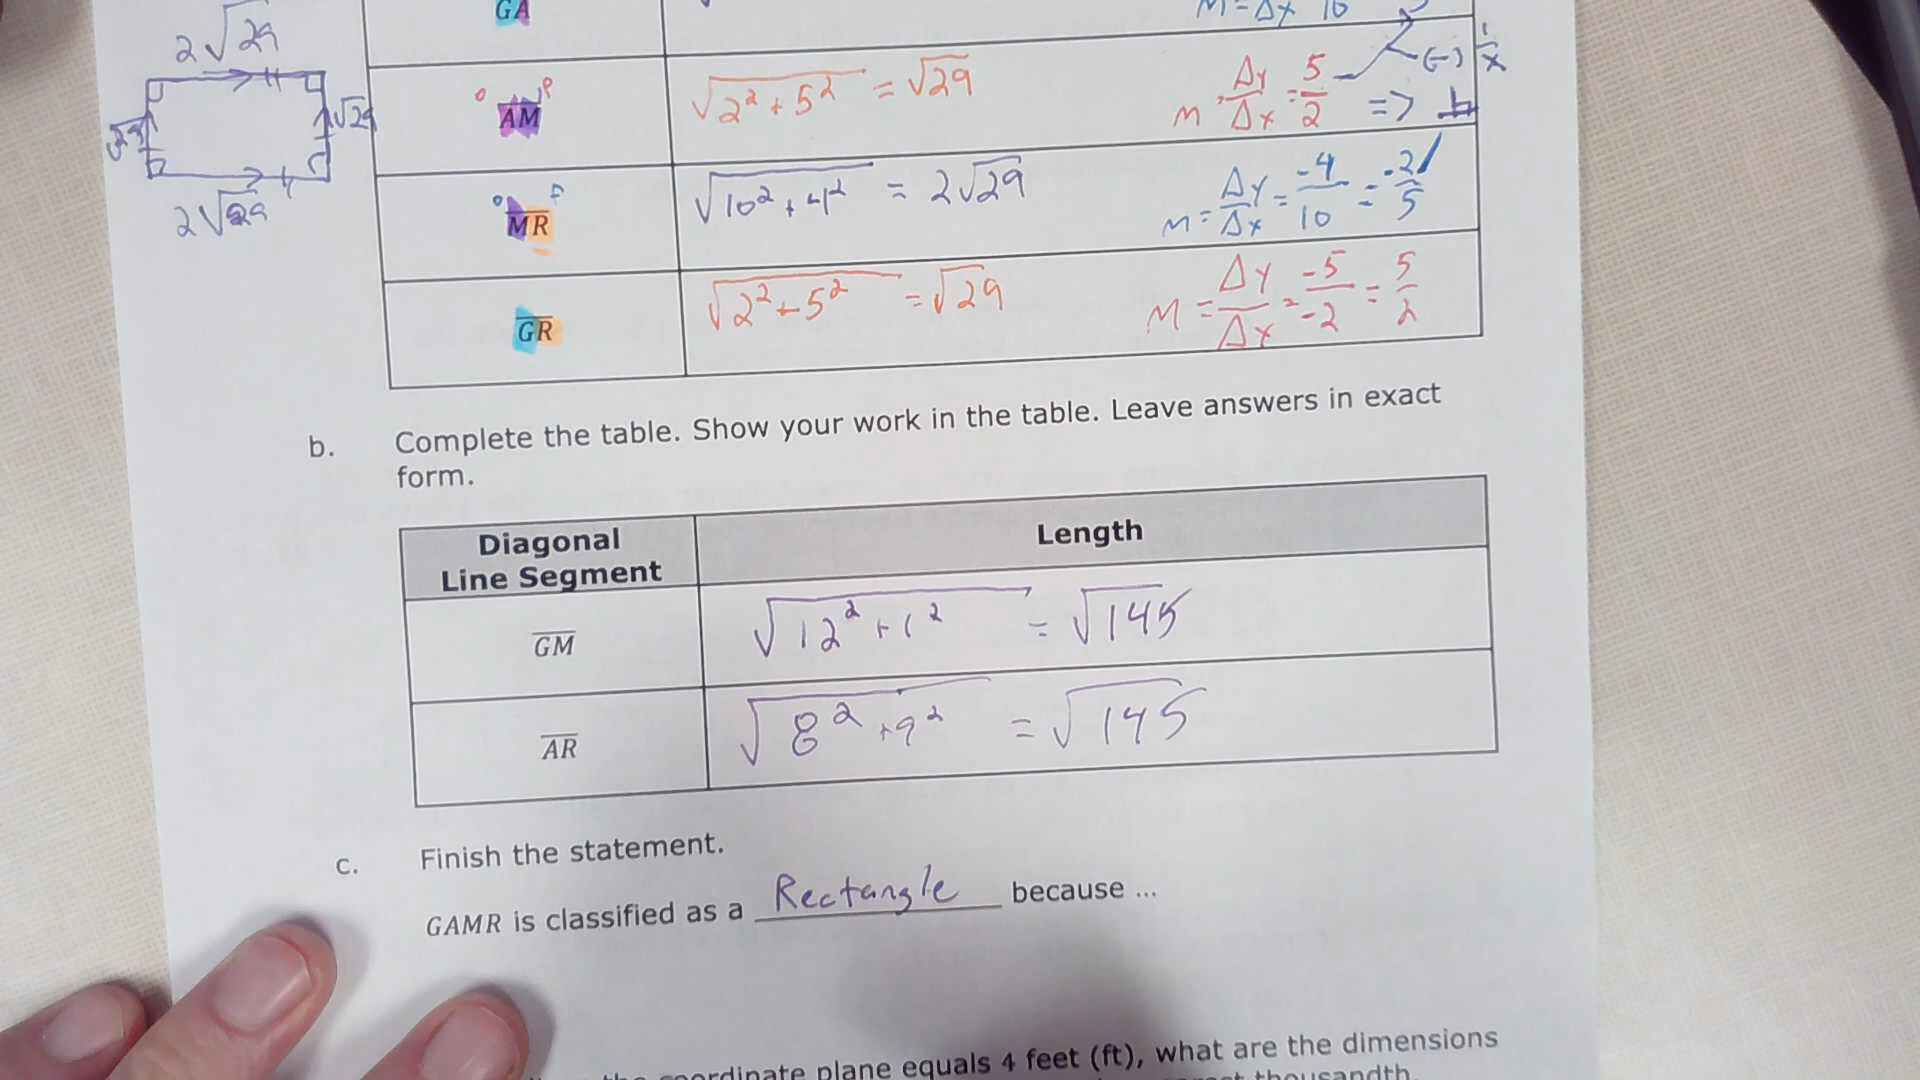 GA
2√29
√29
√29
2√29
AM
√2² + 5² = √29
m = Δy/Δx = 5/2
(-) 1/x
=> ⊥
MR
√10² + 4² = 2√29
m = Δy/Δx = -4/10 = -2/5
GR
√2² + 5² = √29
m = Δy/Δx = -5/-2 = 5/2
b. Complete the table. Show your work in the table. Leave answers in exact
form.
Diagonal
Line Segment
Length
GM
√12² + 1² = √145
AR
√8² + 9² = √145
c. Finish the statement.
GAMR is classified as a Rectangle because ...
plane equals 4 feet (ft), what are the dimensions
thousandth.